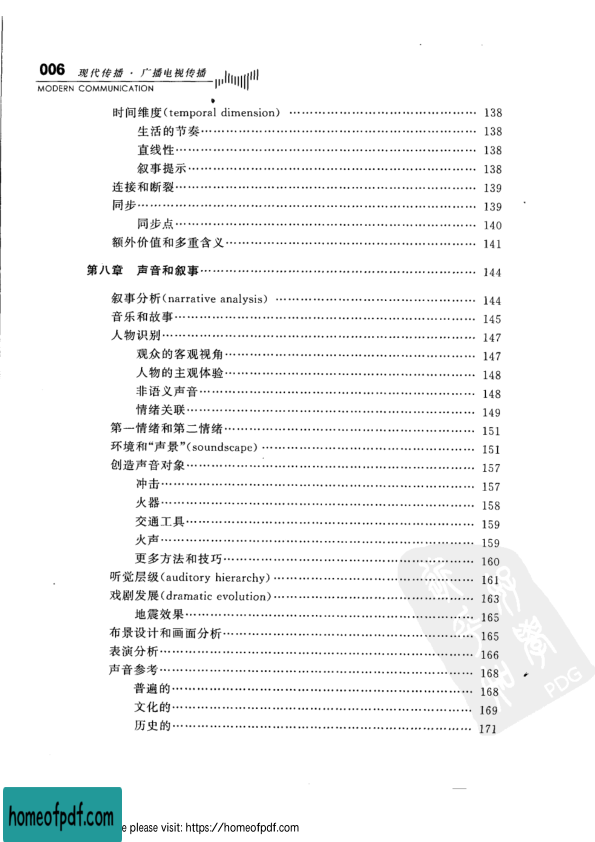 006 现代传播·广播电视传播
MODERN COMMUNICATION
时间维度(temporal dimension) …… 138
生活的节奏…… 138
直线性…… 138
叙事提示…… 138
连接和断裂…… 139
同步…… 139
同步点…… 140
额外价值和多重含义…… 141
第八章 声音和叙事…… 144
叙事分析(narrative analysis) …… 144
音乐和故事…… 145
人物识别…… 147
观众的客观视角…… 147
人物的主观体验…… 148
非语义声音…… 148
情绪关联…… 149
第一情绪和第二情绪…… 151
环境和“声景”(soundscape) …… 151
创造声音对象…… 157
冲击…… 157
火器…… 158
交通工具…… 159
火声…… 159
更多方法和技巧…… 160
听觉层级(auditory hierarchy) …… 161
戏剧发展(dramatic evolution)…… 163
地震效果…… 165
布景设计和画面分析…… 165
表演分析…… 166
声音参考…… 168
普遍的…… 168
文化的…… 169
历史的…… 171
PDG
homeofpdf.com
e please visit: https://homeofpdf.com